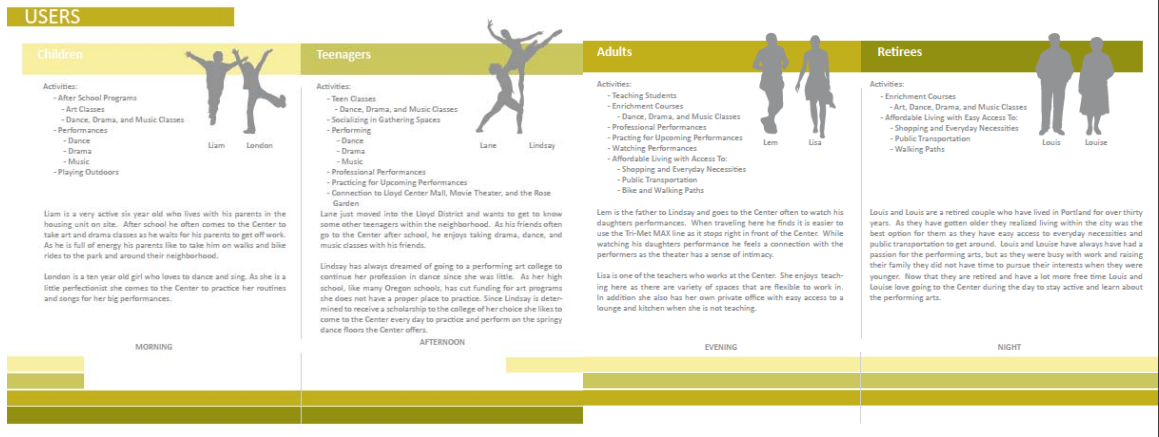 USERS
Children
Activities:
- After School Programs
- Art Classes
- Dance, Drama, and Music Classes
- Performances
- Dance
- Drama
- Music
- Playing Outdoors
Liam London
Liam is a very active six year old who lives with his parents in the
housing unit on site. After school he often comes to the Center to
take art and drama classes as he waits for his parents to get off work.
As he is full of energy his parents like to take him on walks and bike
rides to the park and around their neighborhood.
London is a ten year old girl who loves to dance and sing. As she is a
little perfectionist she comes to the Center to practice her routines
and songs for her big performances.
Teenagers
Activities:
- Teen Classes
- Dance, Drama, and Music Classes
- Socializing in Gathering Spaces
- Performing
- Dance
- Drama
- Music
- Professional Performances
- Practicing for Upcoming Performances
- Connection to Lloyd Center Mall, Movie Theater, and the Rose
Garden
Lane Lindsay
Lane just moved into the Lloyd District and wants to get to know
some other teenagers within the neighborhood. As his friends often
go to the Center after school, he enjoys taking drama, dance, and
music classes with his friends.
Lindsay has always dreamed of going to a performing art college to
continue her profession in dance since she was little. As her high
school, like many Oregon schools, has cut funding for art programs
she does not have a proper place to practice. Since Lindsay is deter-
mined to receive a scholarship to the college of her choice she likes to
come to the Center every day to practice and perform on the springy
dance floors the Center offers.
Adults
Activities:
- Teaching Students
- Enrichment Courses
- Dance, Drama, and Music Classes
- Professional Performances
- Practing for Upcoming Performances
- Watching Performances
- Affordable Living with Access To:
- Shopping and Everyday Necessities
- Public Transportation
- Bike and Walking Paths
Lem Lisa
Lem is the father to Lindsay and goes to the Center often to watch his
daughters performances. When traveling here he finds it is easier to
use the Tri-Met MAX line as it stops right in front of the Center. While
watching his daughters performance he feels a connection with the
performers as the theater has a sense of intimacy.
Lisa is one of the teachers who works at the Center. She enjoys teach-
ing here as there are variety of spaces that are flexible to work in.
In addition she also has her own private office with easy access to a
lounge and kitchen when she is not teaching.
Retirees
Activities:
- Enrichment Courses
- Art, Dance, Drama, and Music Classes
- Affordable Living with Easy Access To:
- Shopping and Everyday Necessities
- Public Transportation
- Walking Paths
Louis Louise
Louis and Louis are a retired couple who have lived in Portland for over thirty
years. As they have gotten older they realized living within the city was the
best option for them as they have easy access to everyday necessities and
public transportation to get around. Louis and Louise have always have had a
passion for the performing arts, but as they were busy with work and raising
their family they did not have time to pursue their interests when they were
younger. Now that they are retired and have a lot more free time Louis and
Louise love going to the Center during the day to stay active and learn about
the performing arts.
MORNING
AFTERNOON
EVENING
NIGHT